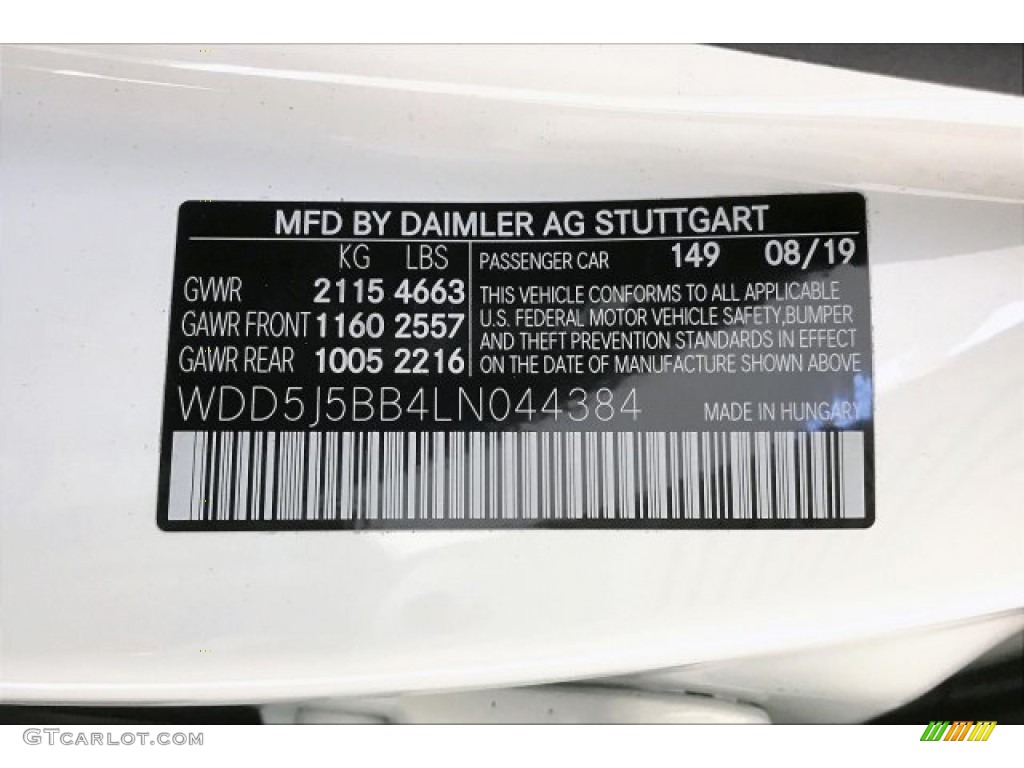 MFD BY DAIMLER AG STUTTGART
KG LBS
GVWR 2115 4663
GAWR FRONT 1160 2557
GAWR REAR 1005 2216
PASSENGER CAR 149 08/19
THIS VEHICLE CONFORMS TO ALL APPLICABLE
U.S. FEDERAL MOTOR VEHICLE SAFETY,BUMPER
AND THEFT PREVENTION STANDARDS IN EFFECT
ON THE DATE OF MANUFACTURE SHOWN ABOVE
WDD5J5BB4LN044384 MADE IN HUNGARY
GTCarLot.com